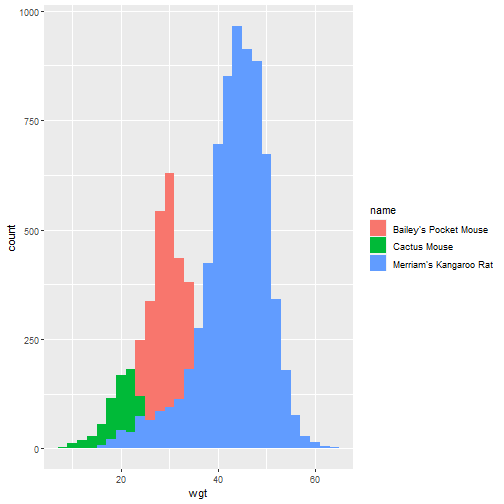 1000
750
500
250
0
20
40
60
wgt
count
name
Bailey's Pocket Mouse
Cactus Mouse
Merriam's Kangaroo Rat